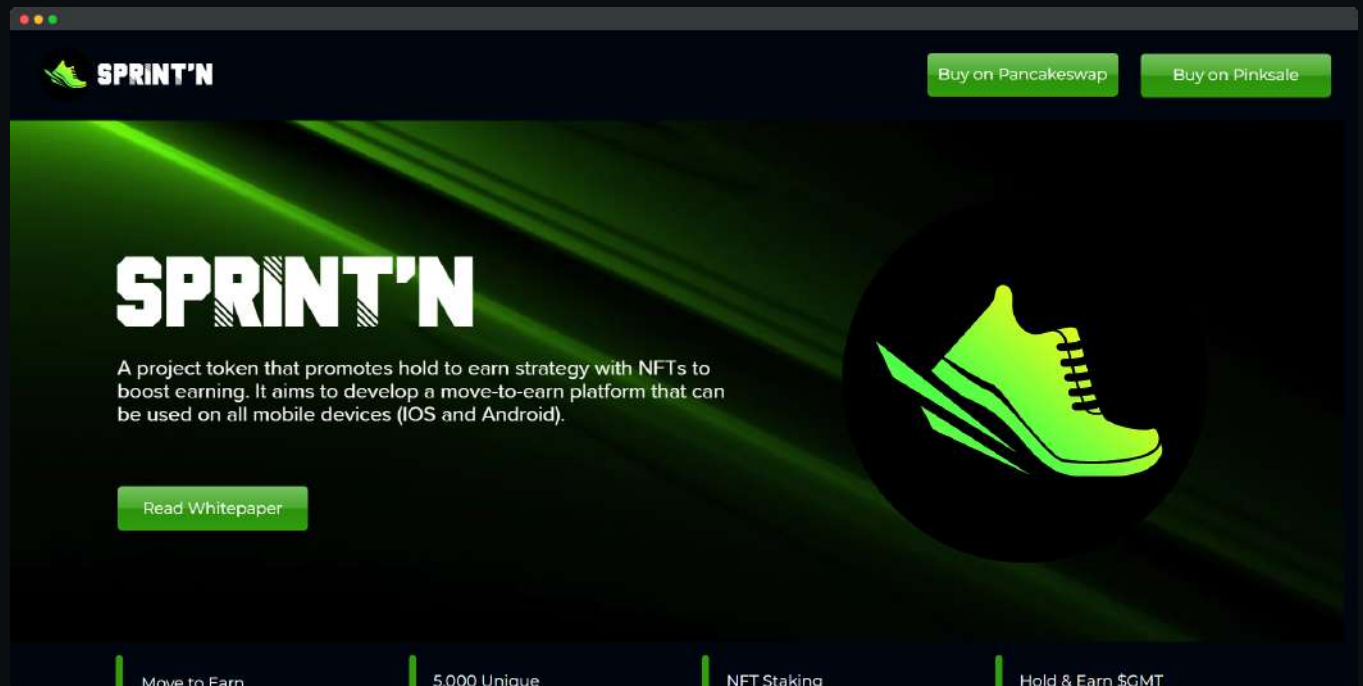 SPRINT'N
Buy on Pancakeswap
Buy on Pinksale
SPRINT'N
A project token that promotes hold to earn strategy with NFTs to
boost earning. It aims to develop a move-to-earn platform that can
be used on all mobile devices (IOS and Android).
Read Whitepaper
Move to Earn
5,000 Unique
NFT Staking
Hold & Earn $GMT